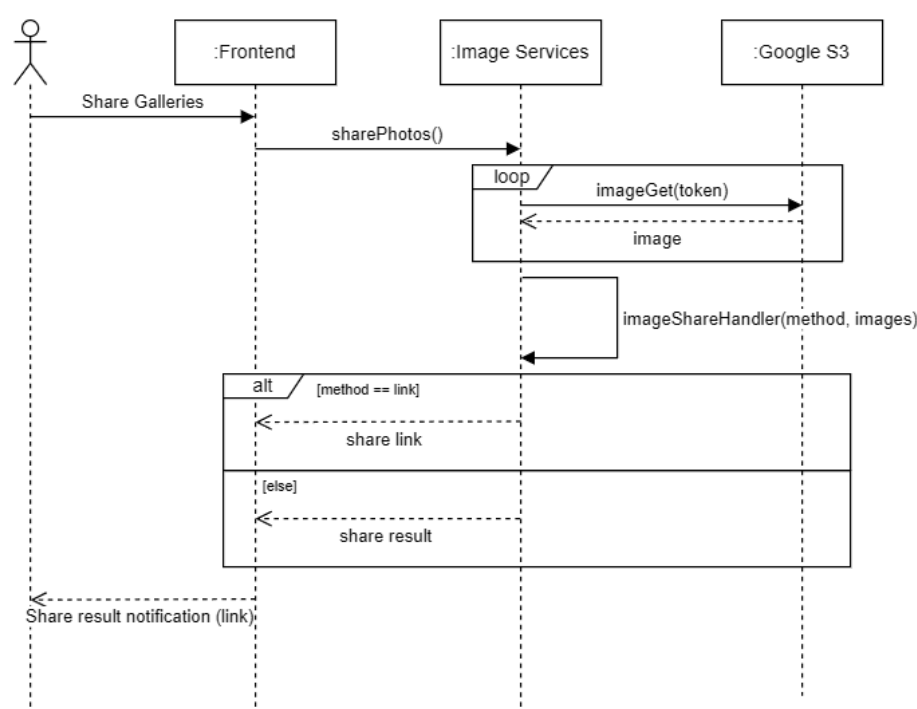 :Frontend
:Image Services
:Google S3
Share Galleries
sharePhotos()
loop
imageGet(token)
image
imageShareHandler(method, images)
alt
[method == link]
share link
[else]
share result
Share result notification (link)